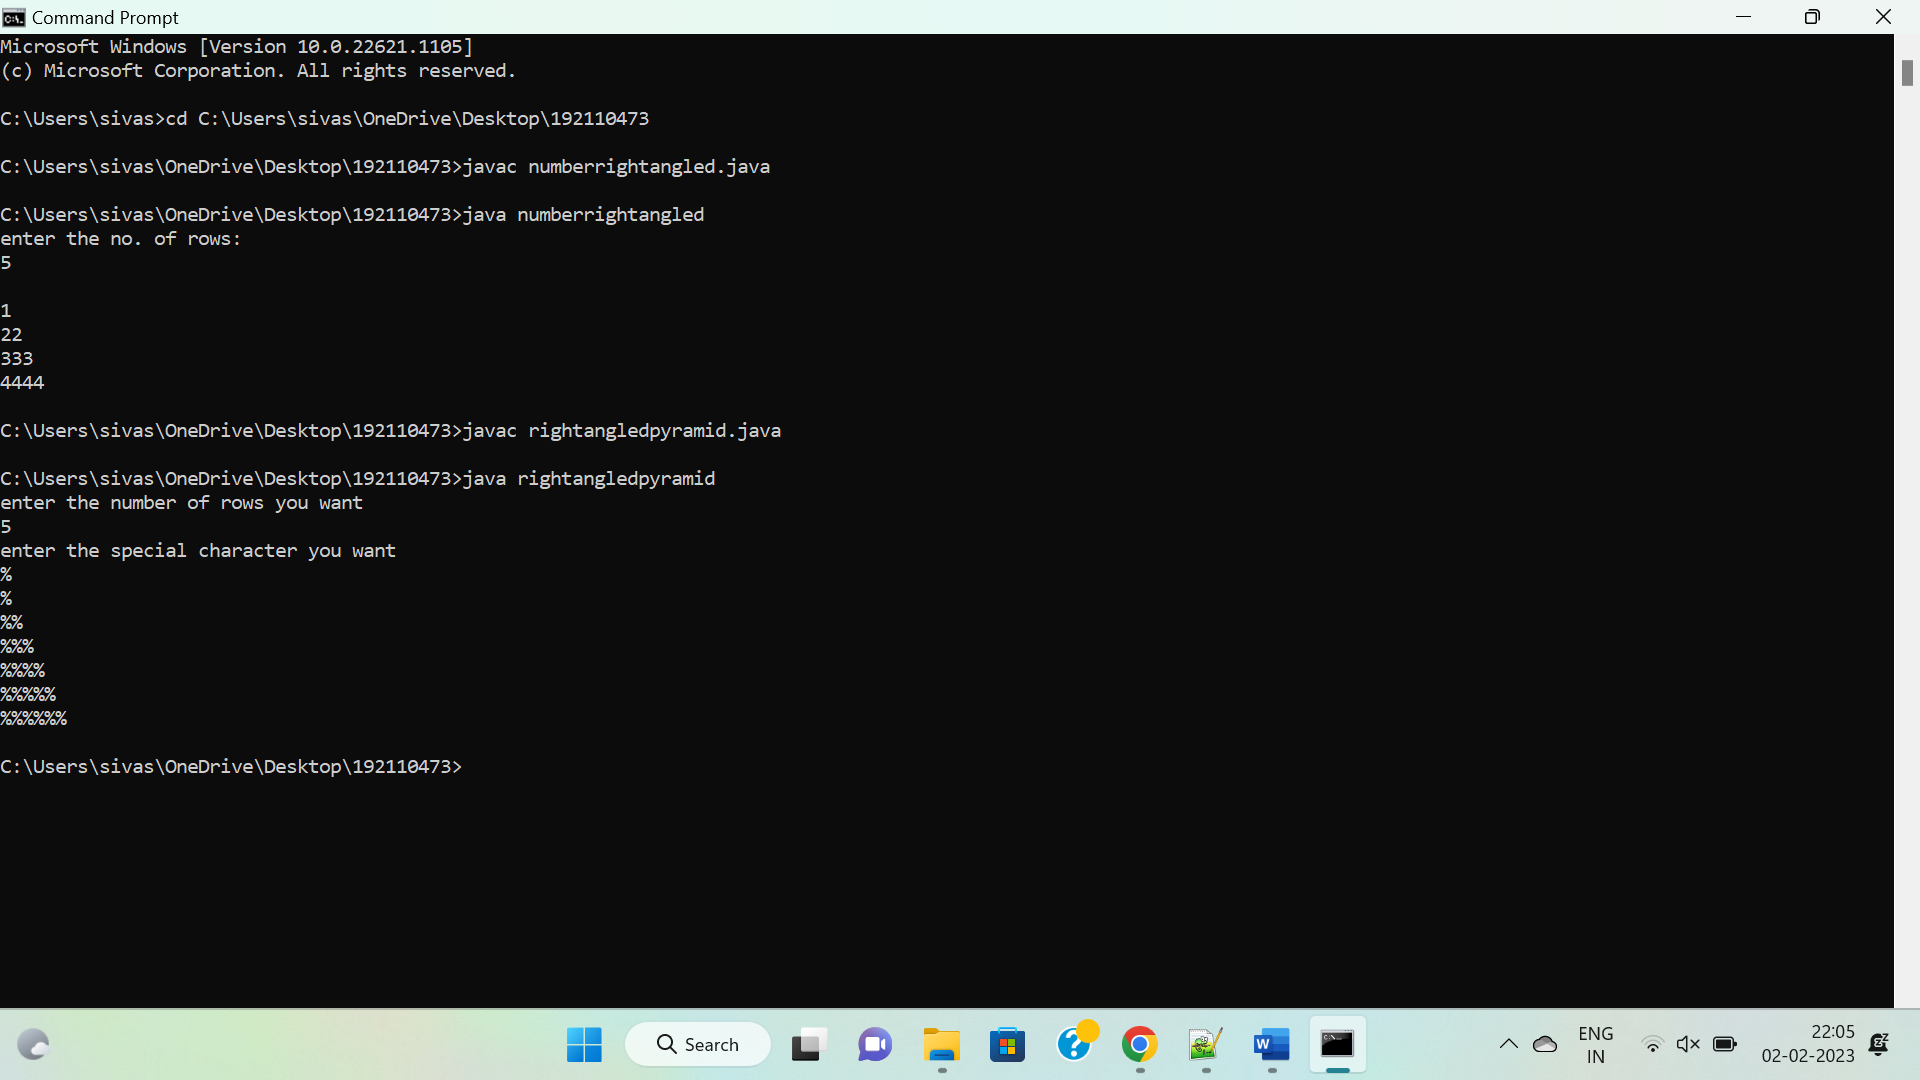 Command Prompt
Microsoft Windows [Version 10.0.22621.1105]
(c) Microsoft Corporation. All rights reserved.
C:\Users\sivas>cd C:\Users\sivas\OneDrive\Desktop\192110473
C:\Users\sivas\OneDrive\Desktop\192110473>javac numberrightangled.java
C:\Users\sivas\OneDrive\Desktop\192110473>java numberrightangled
enter the no. of rows:
5
1
22
333
4444
C:\Users\sivas\OneDrive\Desktop\192110473>javac rightangledpyramid.java
C:\Users\sivas\OneDrive\Desktop\192110473>java rightangledpyramid
enter the number of rows you want
5
enter the special character you want
%
%
%%
%%%
%%%%
%%%%%
%%%%%%
C:\Users\sivas\OneDrive\Desktop\192110473>
Search
ENG
IN
22:05
02-02-2023